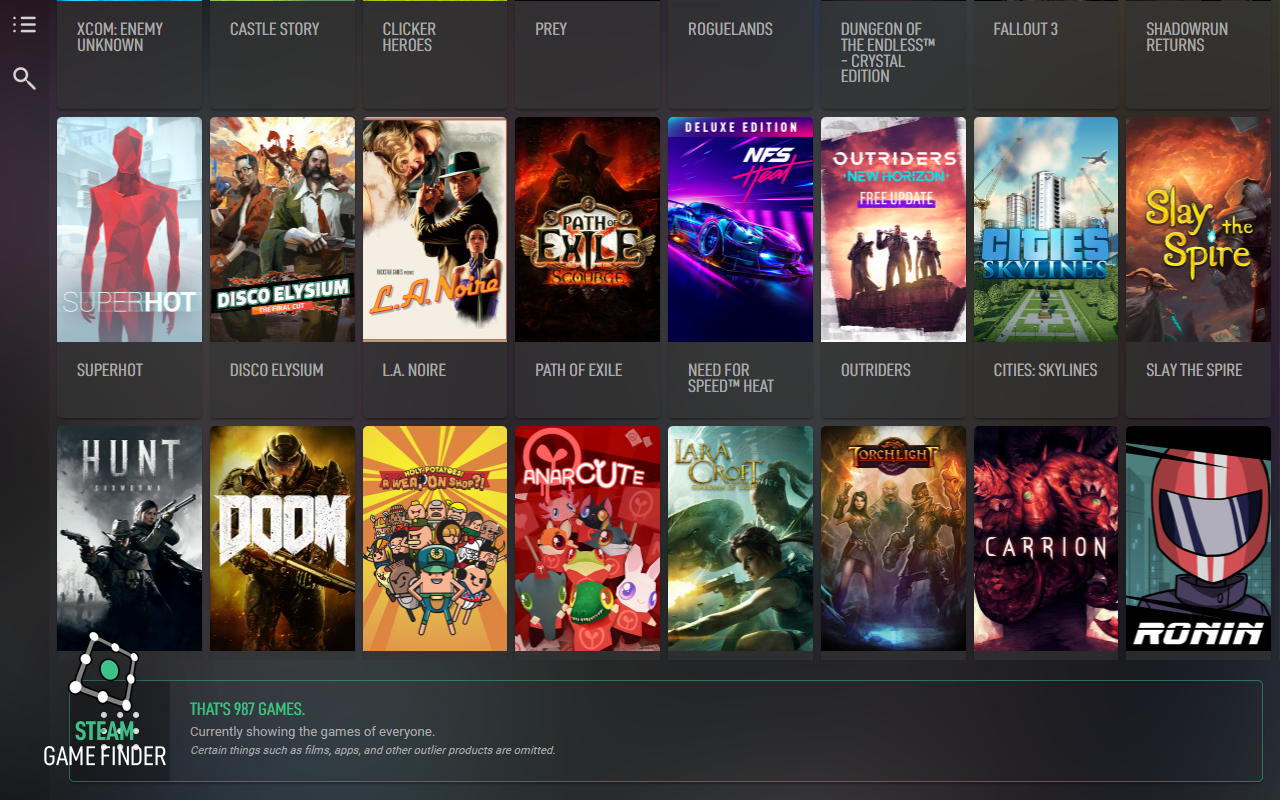 XCOM: ENEMY
UNKNOWN
CASTLE STORY
CLICKER
HEROES
PREY
ROGUELANDS
DUNGEON OF
THE ENDLESS™
- CRYSTAL
EDITION
FALLOUT 3
SHADOWRUN
RETURNS
SUPERHOT
DISCO ELYSIUM
THE FINAL CUT
ROCKSTAR GAMES PRESENTS
L.A. Noire
PATH OF
EXILE
SCOURGE
DELUXE EDITION
NFS
Heat
OUTRIDERS
NEW HORIZON
FREE UPDATE
CITIES
SKYLINES
Slay the
Spire
SUPERHOT
DISCO ELYSIUM
L.A. NOIRE
PATH OF EXILE
NEED FOR
SPEED™ HEAT
OUTRIDERS
CITIES: SKYLINES
SLAY THE SPIRE
HUNT
SHOWDOWN
DOOM
HOLY POTATOES!
A WEAPON SHOP?!
ANARCUTE
LARA
CROFT
TORCHLIGHT
CARRION
RONIN
STEAM
GAME FINDER
THAT'S 987 GAMES.
Currently showing the games of everyone.
Certain things such as films, apps, and other outlier products are omitted.